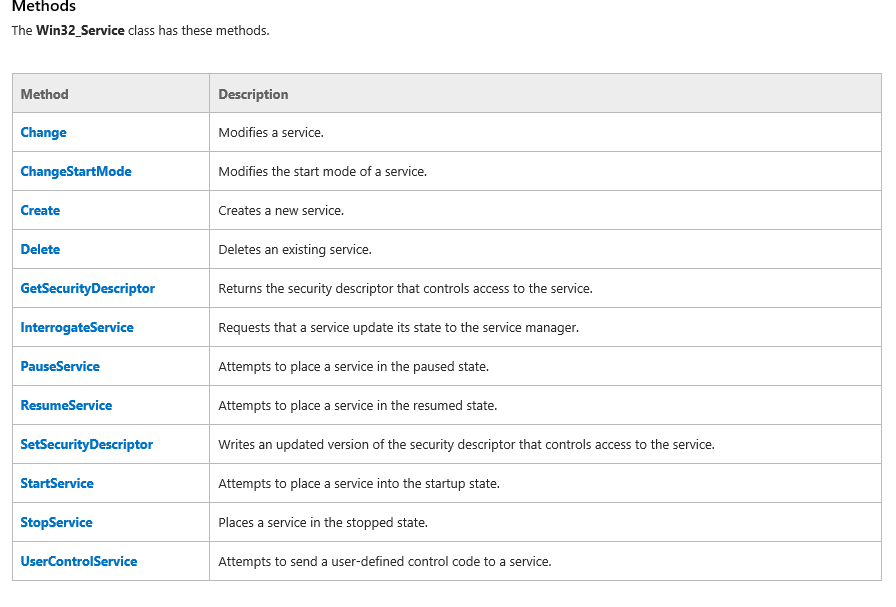 Methods
The Win32_Service class has these methods.
Method Description
Change Modifies a service.
ChangeStartMode Modifies the start mode of a service.
Create Creates a new service.
Delete Deletes an existing service.
GetSecurityDescriptor Returns the security descriptor that controls access to the service.
InterrogateService Requests that a service update its state to the service manager.
PauseService Attempts to place a service in the paused state.
ResumeService Attempts to place a service in the resumed state.
SetSecurityDescriptor Writes an updated version of the security descriptor that controls access to the service.
StartService Attempts to place a service into the startup state.
StopService Places a service in the stopped state.
UserControlService Attempts to send a user-defined control code to a service.